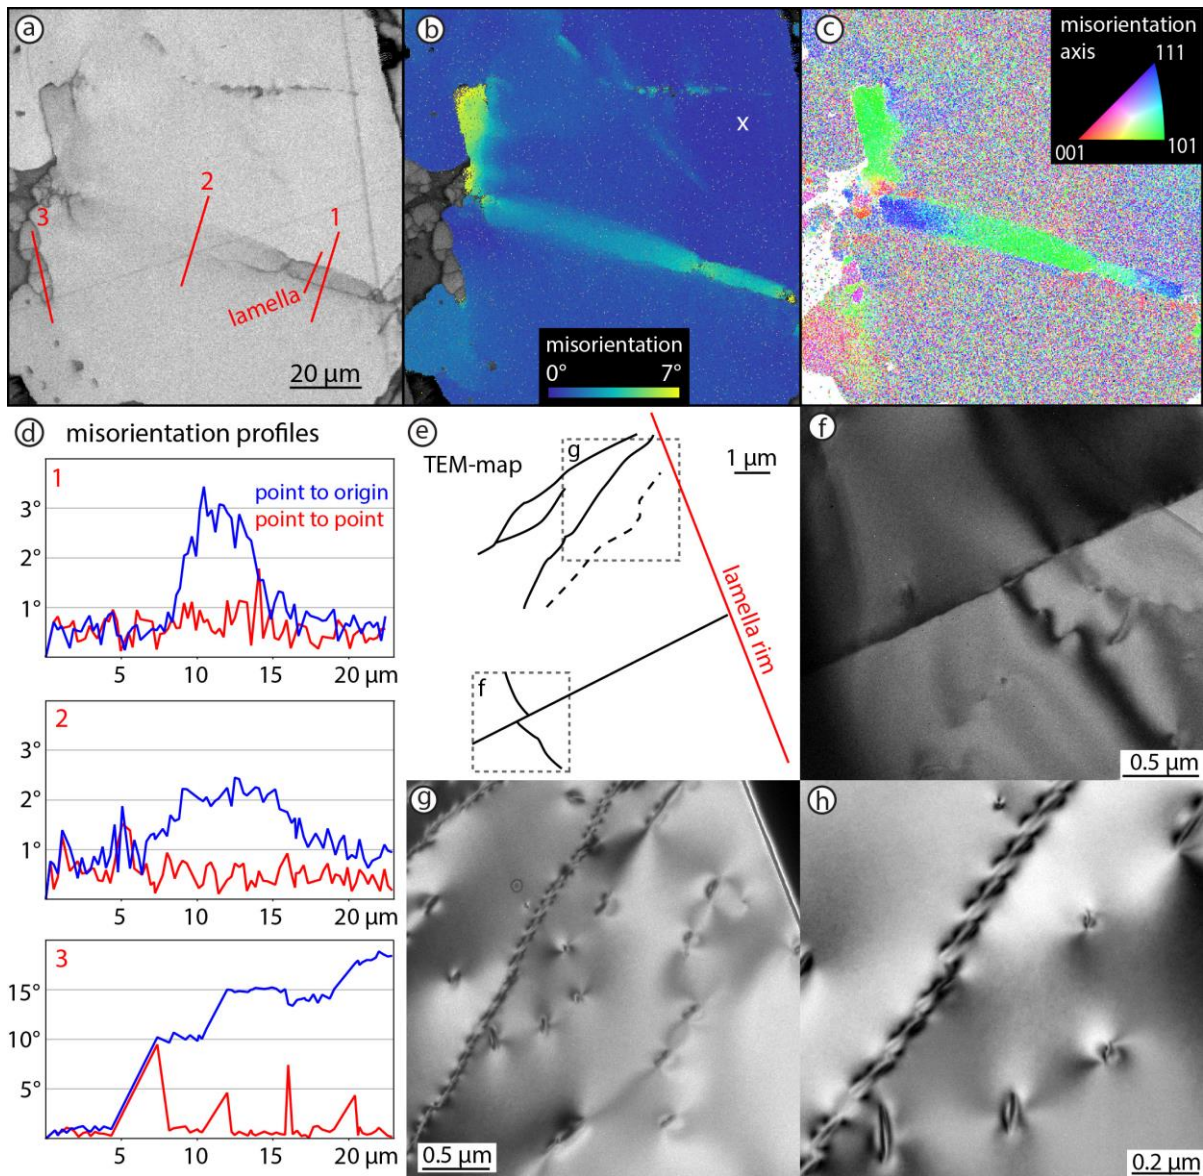 a
3
2
1
lamella
20 µm
b
x
misorientation
0°
7°
c
misorientation
axis
111
001
101
d
misorientation profiles
1
point to origin
point to point
3°
2°
1°
5
10
15
20 µm
2
3°
2°
1°
5
10
15
20 µm
3
15°
10°
5°
5
10
15
20 µm
e
TEM-map
g
1 µm
lamella rim
f
f
0.5 µm
g
0.5 µm
h
0.2 µm